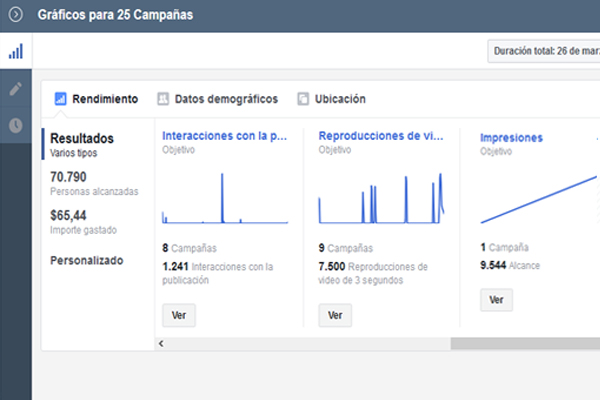 Gráficos para 25 Campañas
Duración total: 26 de mar
Rendimiento
Datos demográficos
Ubicación
Resultados
Varios tipos
70.790
Personas alcanzadas
$65,44
Importe gastado
Personalizado
Interacciones con la p...
Objetivo
8 Campañas
1.241 Interacciones con la
publicación
Ver
Reproducciones de vi...
Objetivo
9 Campañas
7.500 Reproducciones de
video de 3 segundos
Ver
Impresiones
Objetivo
1 Campaña
9.544 Alcance
Ver